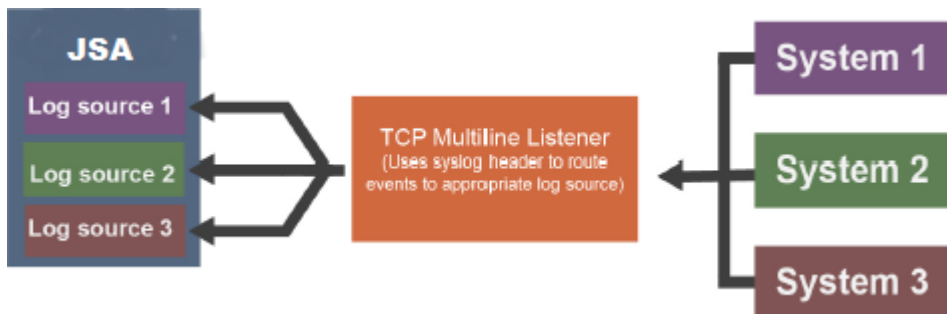 JSA
Log source 1
Log source 2
Log source 3
TCP Multiline Listener
(Uses syslog header to route
events to appropriate log source)
System 1
System 2
System 3